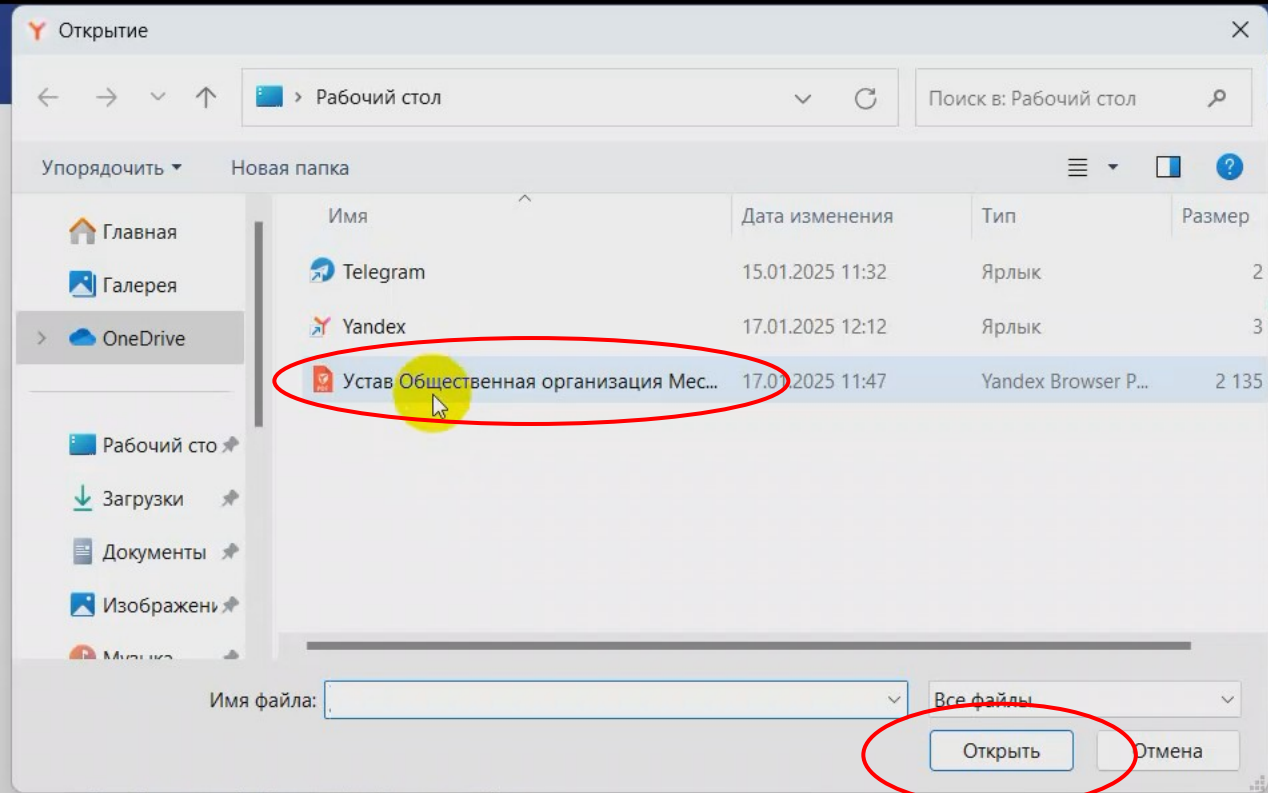 Открытие
Рабочий стол
Поиск в: Рабочий стол
Упорядочить
Новая папка
Имя Дата изменения Тип Размер
Главная
Галерея
OneDrive
Рабочий сто
Загрузки
Документы
Изображени
Музыка
Telegram 15.01.2025 11:32 Ярлык 2
Yandex 17.01.2025 12:12 Ярлык 3
Устав Общественная организация Мес... 17.01.2025 11:47 Yandex Browser P... 2 135
Имя файла:
Все файлы
Открыть
Отмена